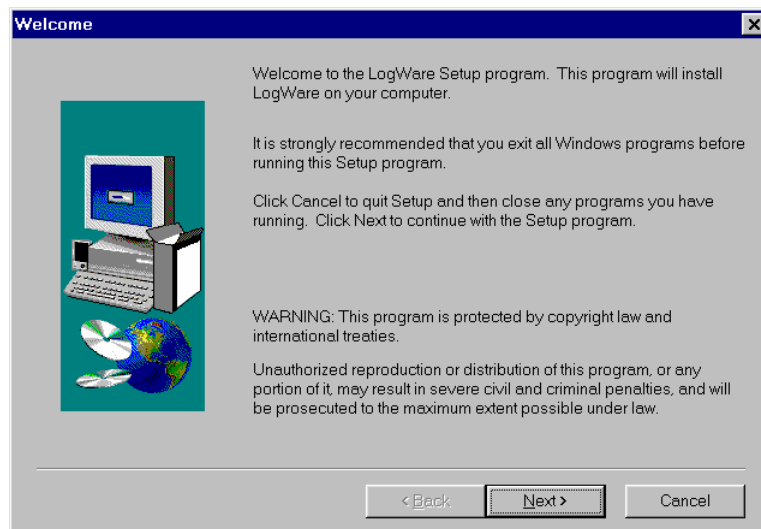 Welcome
Welcome to the LogWare Setup program. This program will install
LogWare on your computer.
It is strongly recommended that you exit all Windows programs before
running this Setup program.
Click Cancel to quit Setup and then close any programs you have
running. Click Next to continue with the Setup program.
WARNING: This program is protected by copyright law and
international treaties.
Unauthorized reproduction or distribution of this program, or any
portion of it, may result in severe civil and criminal penalties, and will
be prosecuted to the maximum extent possible under law.
< Back
Next >
Cancel